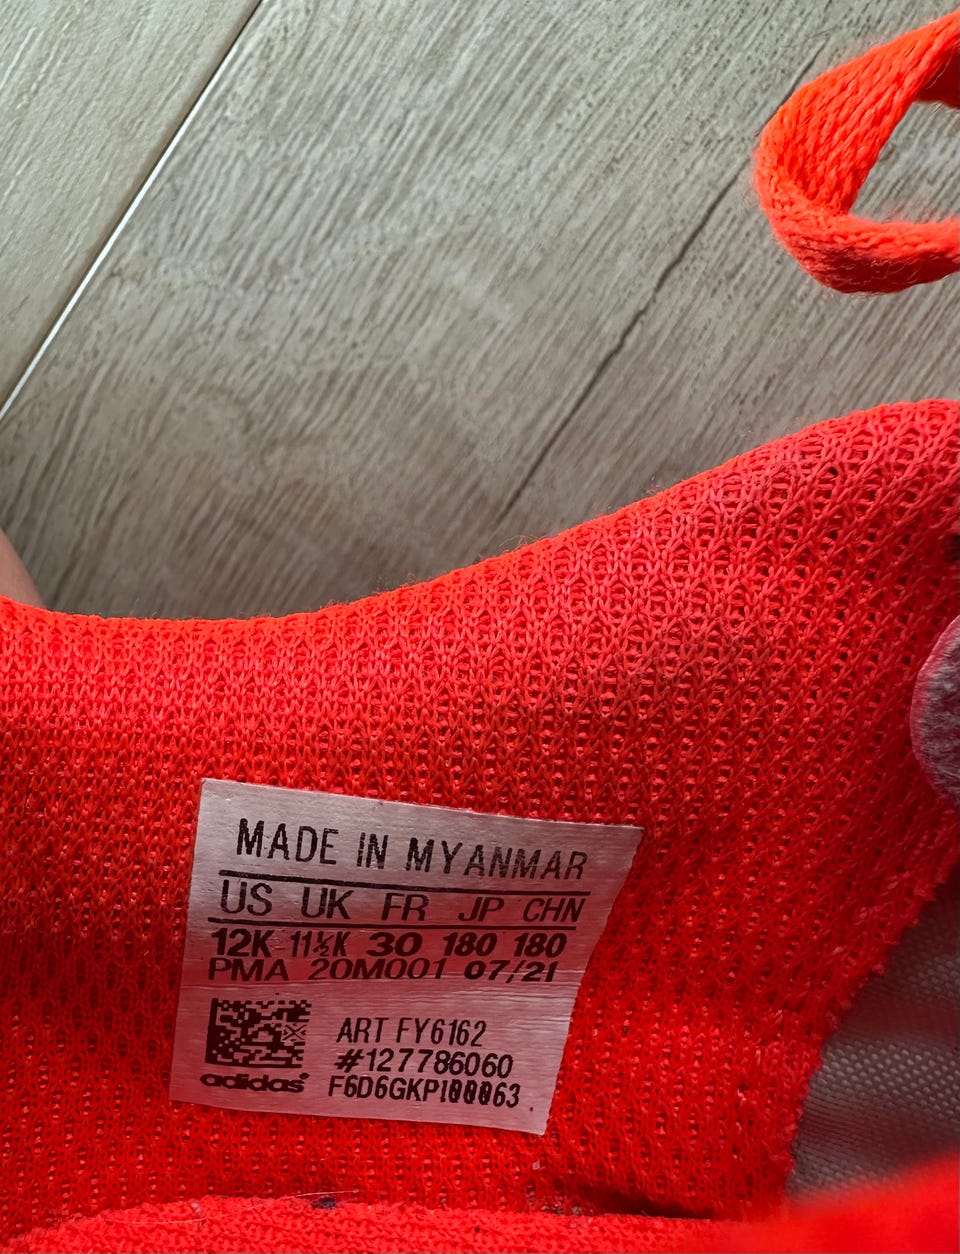 MADE IN MYANMAR
US UK FR JP CHN
12K 11½K 30 180 180
PMA 20M001 07/21
ART FY6162
#127786060
adidas®